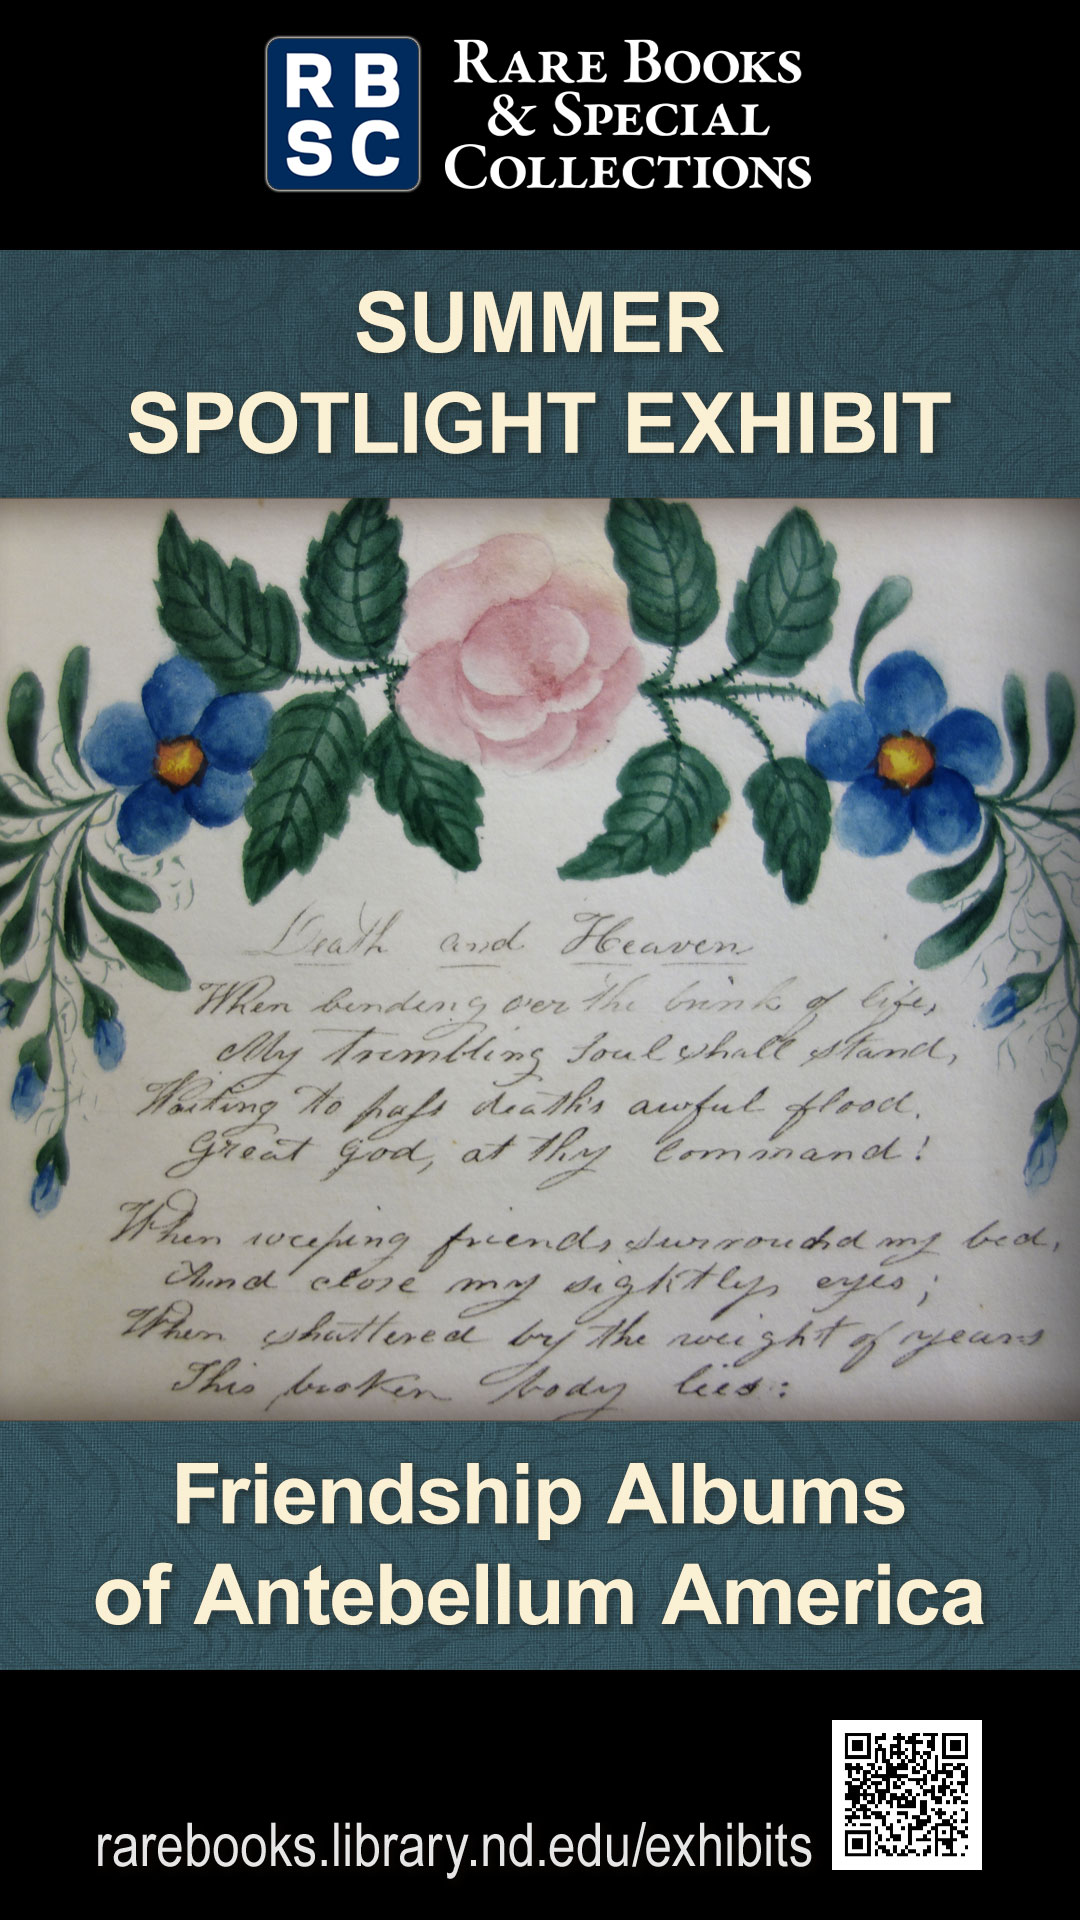 R B
S C
RARE BOOKS
& SPECIAL
COLLECTIONS
SUMMER
SPOTLIGHT EXHIBIT
Death and Heaven
When bending over the brink of life,
My trembling soul shall stand,
Waiting to pass death's awful flood.
Great God, at thy command!
When weeping friends surround my bed,
And close my sightly eyes;
When shattered by the weight of years
This broken body lies:
Friendship Albums
of Antebellum America
rarebooks.library.nd.edu/exhibits